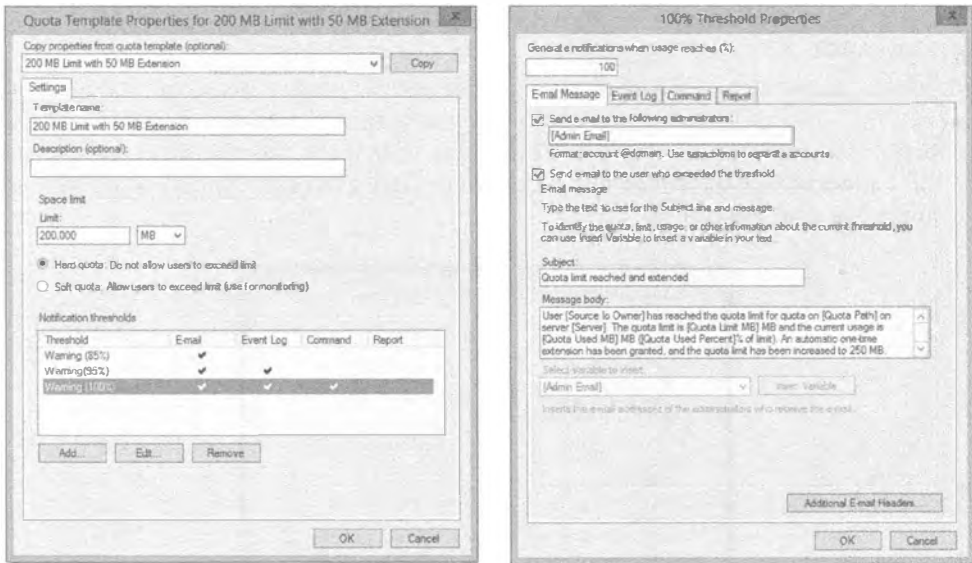 Quota Template Properties for 200 MB Limit with 50 MB Extension
Copy properties from quota template (optional):
200 MB Limit with 50 MB Extension
Copy
Settings
Template name:
200 MB Limit with 50 MB Extension
Description (optional):
Space limit
Limit:
200.000 MB
Hard quota: Do not allow users to exceed limit
Soft quota: Allow users to exceed limit (use for monitoring)
Notification thresholds
Threshold E-mail Event Log Command Report
Warning (85%)
Warning (95%)
Warning (100%)
Add... Edit... Remove
OK Cancel
100% Threshold Properties
Generate notifications when usage reaches (%):
100
E-mail Message Event Log Command Report
Send e-mail to the following administrators:
[Admin Email]
Format: account@domain. Use semicolons to separate accounts.
Send e-mail to the user who exceeded the threshold
E-mail message
Type the text to use for the Subject line and message.
To identify the quota, limit, usage, or other information about the current threshold, you
can use Insert Variable to insert a variable in your text.
Subject:
Quota limit reached and extended
Message body:
User [Source Io Owner] has reached the quota limit for quota on [Quota Path] on
server [Server]. The quota limit is [Quota Limit MB] MB and the current usage is
[Quota Used MB] MB ([Quota Used Percent]% of limit). An automatic one-time
extension has been granted, and the quota limit has been increased to 250 MB.
Select variable to insert:
[Admin Email] Insert Variable
Inserts the e-mail addresses of the administrators who receive the e-mail.
Additional E-mail Headers...
OK Cancel